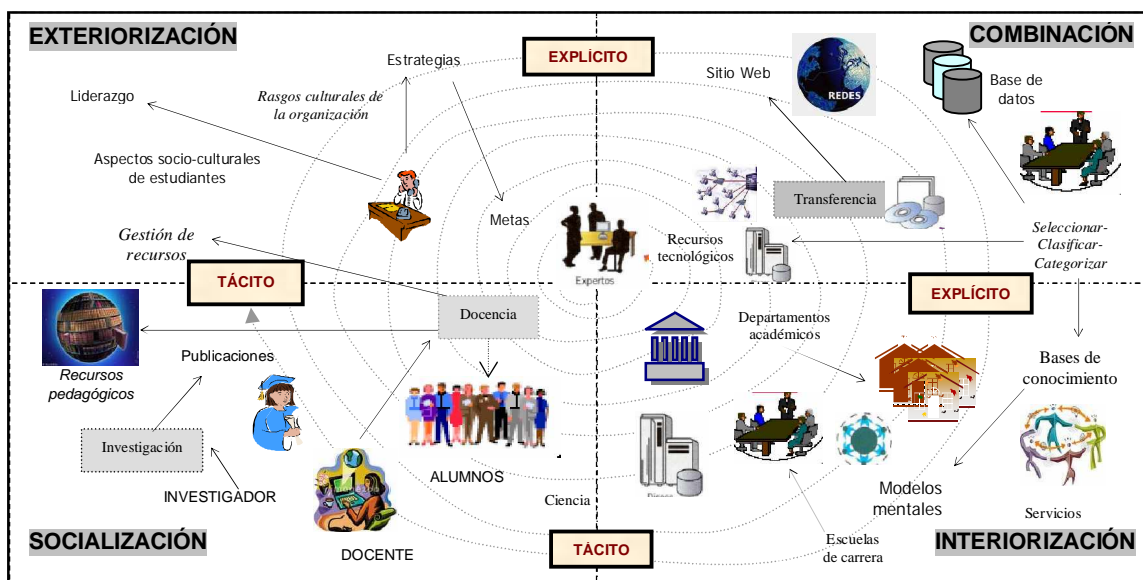 EXTERIORIZACIÓN
EXPLÍCITO
COMBINACIÓN
Estrategias
Liderazgo
Rasgos culturales de
la organización
Sitio Web
REDES
Base de
datos
Aspectos socio-culturales
de estudiantes
Metas
Transferencia
Gestión de
recursos
Recursos
tecnológicos
Seleccionar-
Clasificar-
Categorizar
Expertos
TÁCITO
EXPLÍCITO
Docencia
Departamentos
académicos
Publicaciones
Recursos
pedagógicos
Bases de
conocimiento
Investigación
INVESTIGADOR
ALUMNOS
Ciencia
Modelos
mentales
Servicios
SOCIALIZACIÓN
DOCENTE
TÁCITO
Escuelas
de carrera
INTERIORIZACIÓN